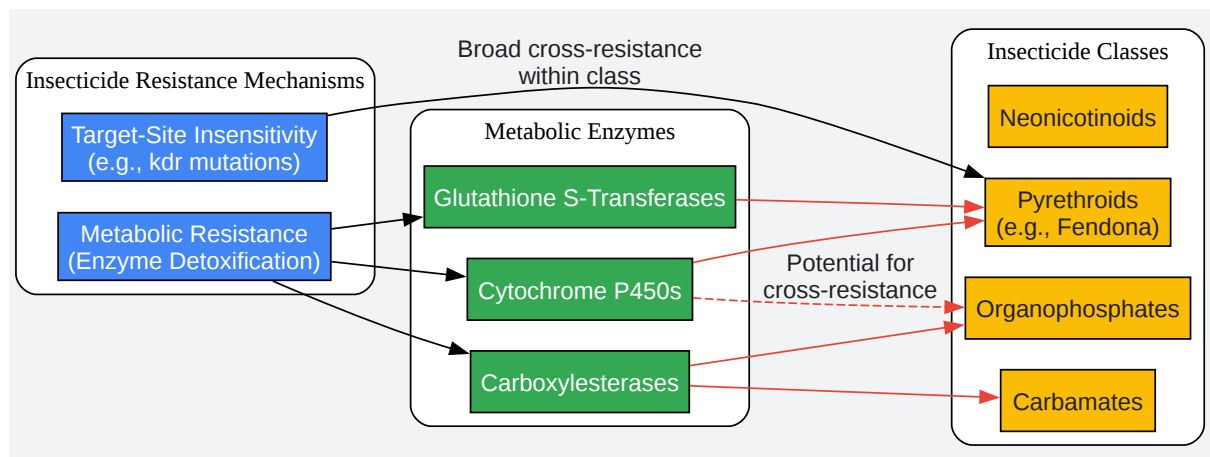 Insecticide Resistance Mechanisms
Target-Site Insensitivity
(e.g., kdr mutations)
Metabolic Resistance
(Enzyme Detoxification)
Broad cross-resistance
within class
Metabolic Enzymes
Glutathione S-Transferases
Cytochrome P450s
Carboxylesterases
Potential for
cross-resistance
Insecticide Classes
Neonicotinoids
Pyrethroids
(e.g., Fendona)
Organophosphates
Carbamates